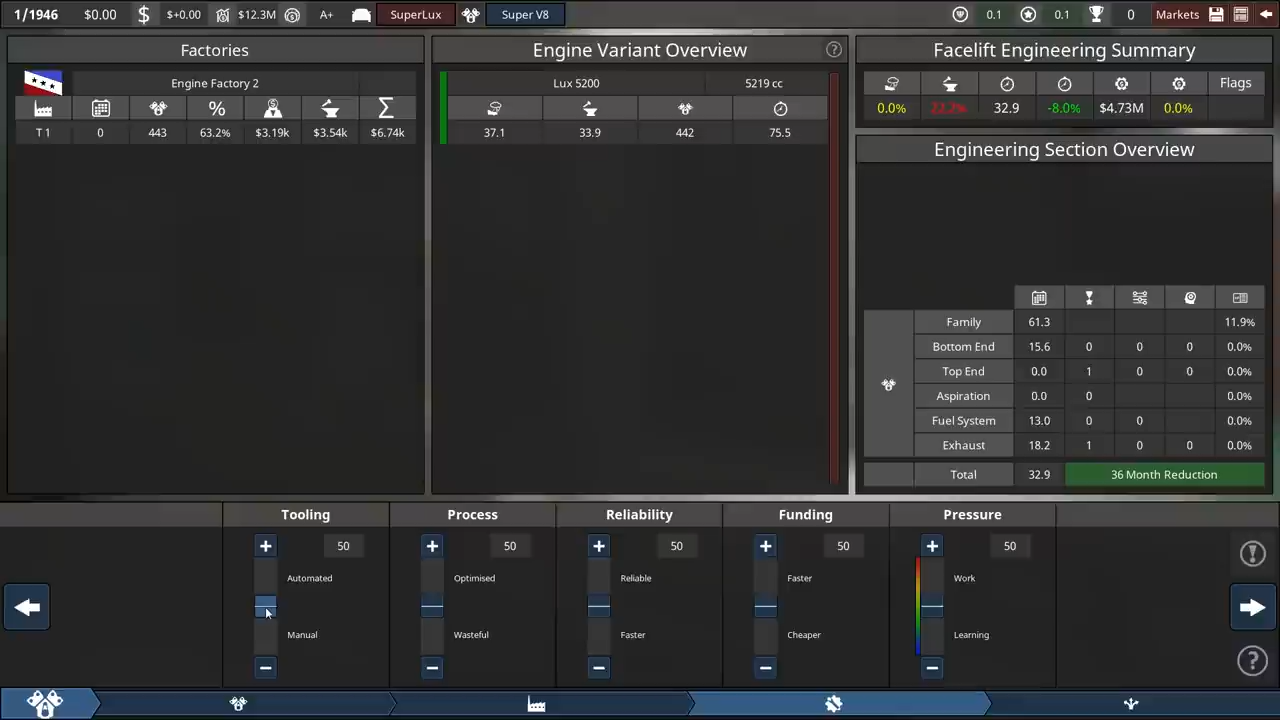 1/1946 $0.00 $+0.00 $12.3M A+ SuperLux Super V8 0.1 0.1 0 Markets
Factories
Engine Factory 2
T 1 0 443 63.2% $3.19k $3.54k $6.74k
Engine Variant Overview
Lux 5200 5219 cc
37.1 33.9 442 75.5
Facelift Engineering Summary
Flags
0.0% 22.2% 32.9 -8.0% $4.73M 0.0%
Engineering Section Overview
Family 61.3 11.9%
Bottom End 15.6 0 0 0 0.0%
Top End 0.0 1 0 0 0.0%
Aspiration 0.0 0 0.0%
Fuel System 13.0 0 0 0.0%
Exhaust 18.2 1 0 0 0.0%
Total 32.9 36 Month Reduction
Tooling Process Reliability Funding Pressure
50 50 50 50 50
Automated Optimised Reliable Faster Work
Manual Wasteful Faster Cheaper Learning